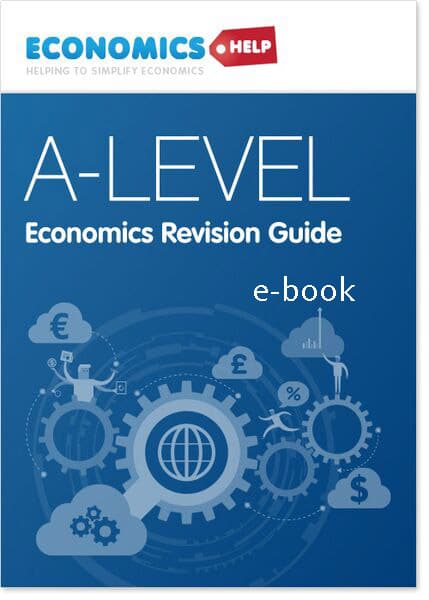 ECONOMICS HELP
HELPING TO SIMPLIFY ECONOMICS
A-LEVEL
Economics Revision Guide
e-book
€
£
%
$